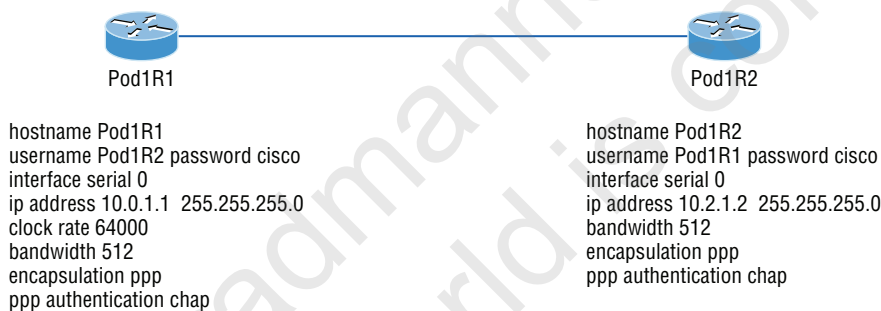 Pod1R1
Pod1R2
hostname Pod1R1
username Pod1R2 password cisco
interface serial 0
ip address 10.0.1.1 255.255.255.0
clock rate 64000
bandwidth 512
encapsulation ppp
ppp authentication chap
hostname Pod1R2
username Pod1R1 password cisco
interface serial 0
ip address 10.2.1.2 255.255.255.0
bandwidth 512
encapsulation ppp
ppp authentication chap